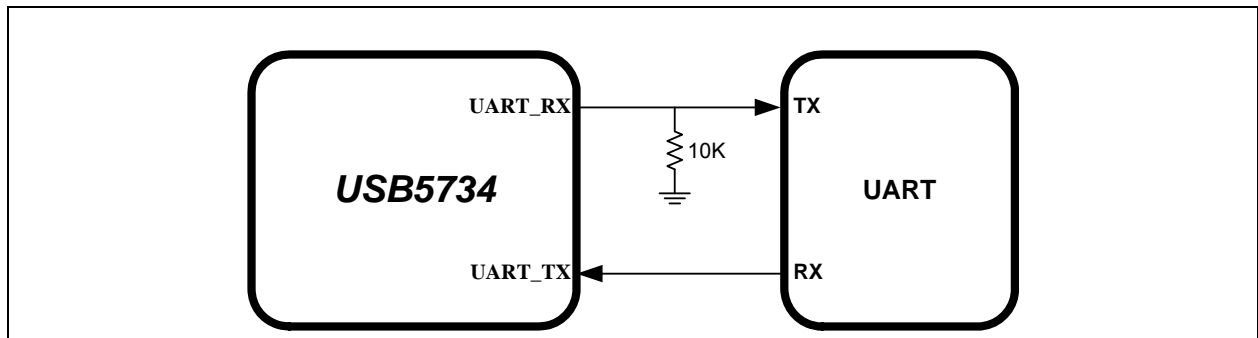 UART_RX
TX
10K
USB5734
UART
UART_TX
RX